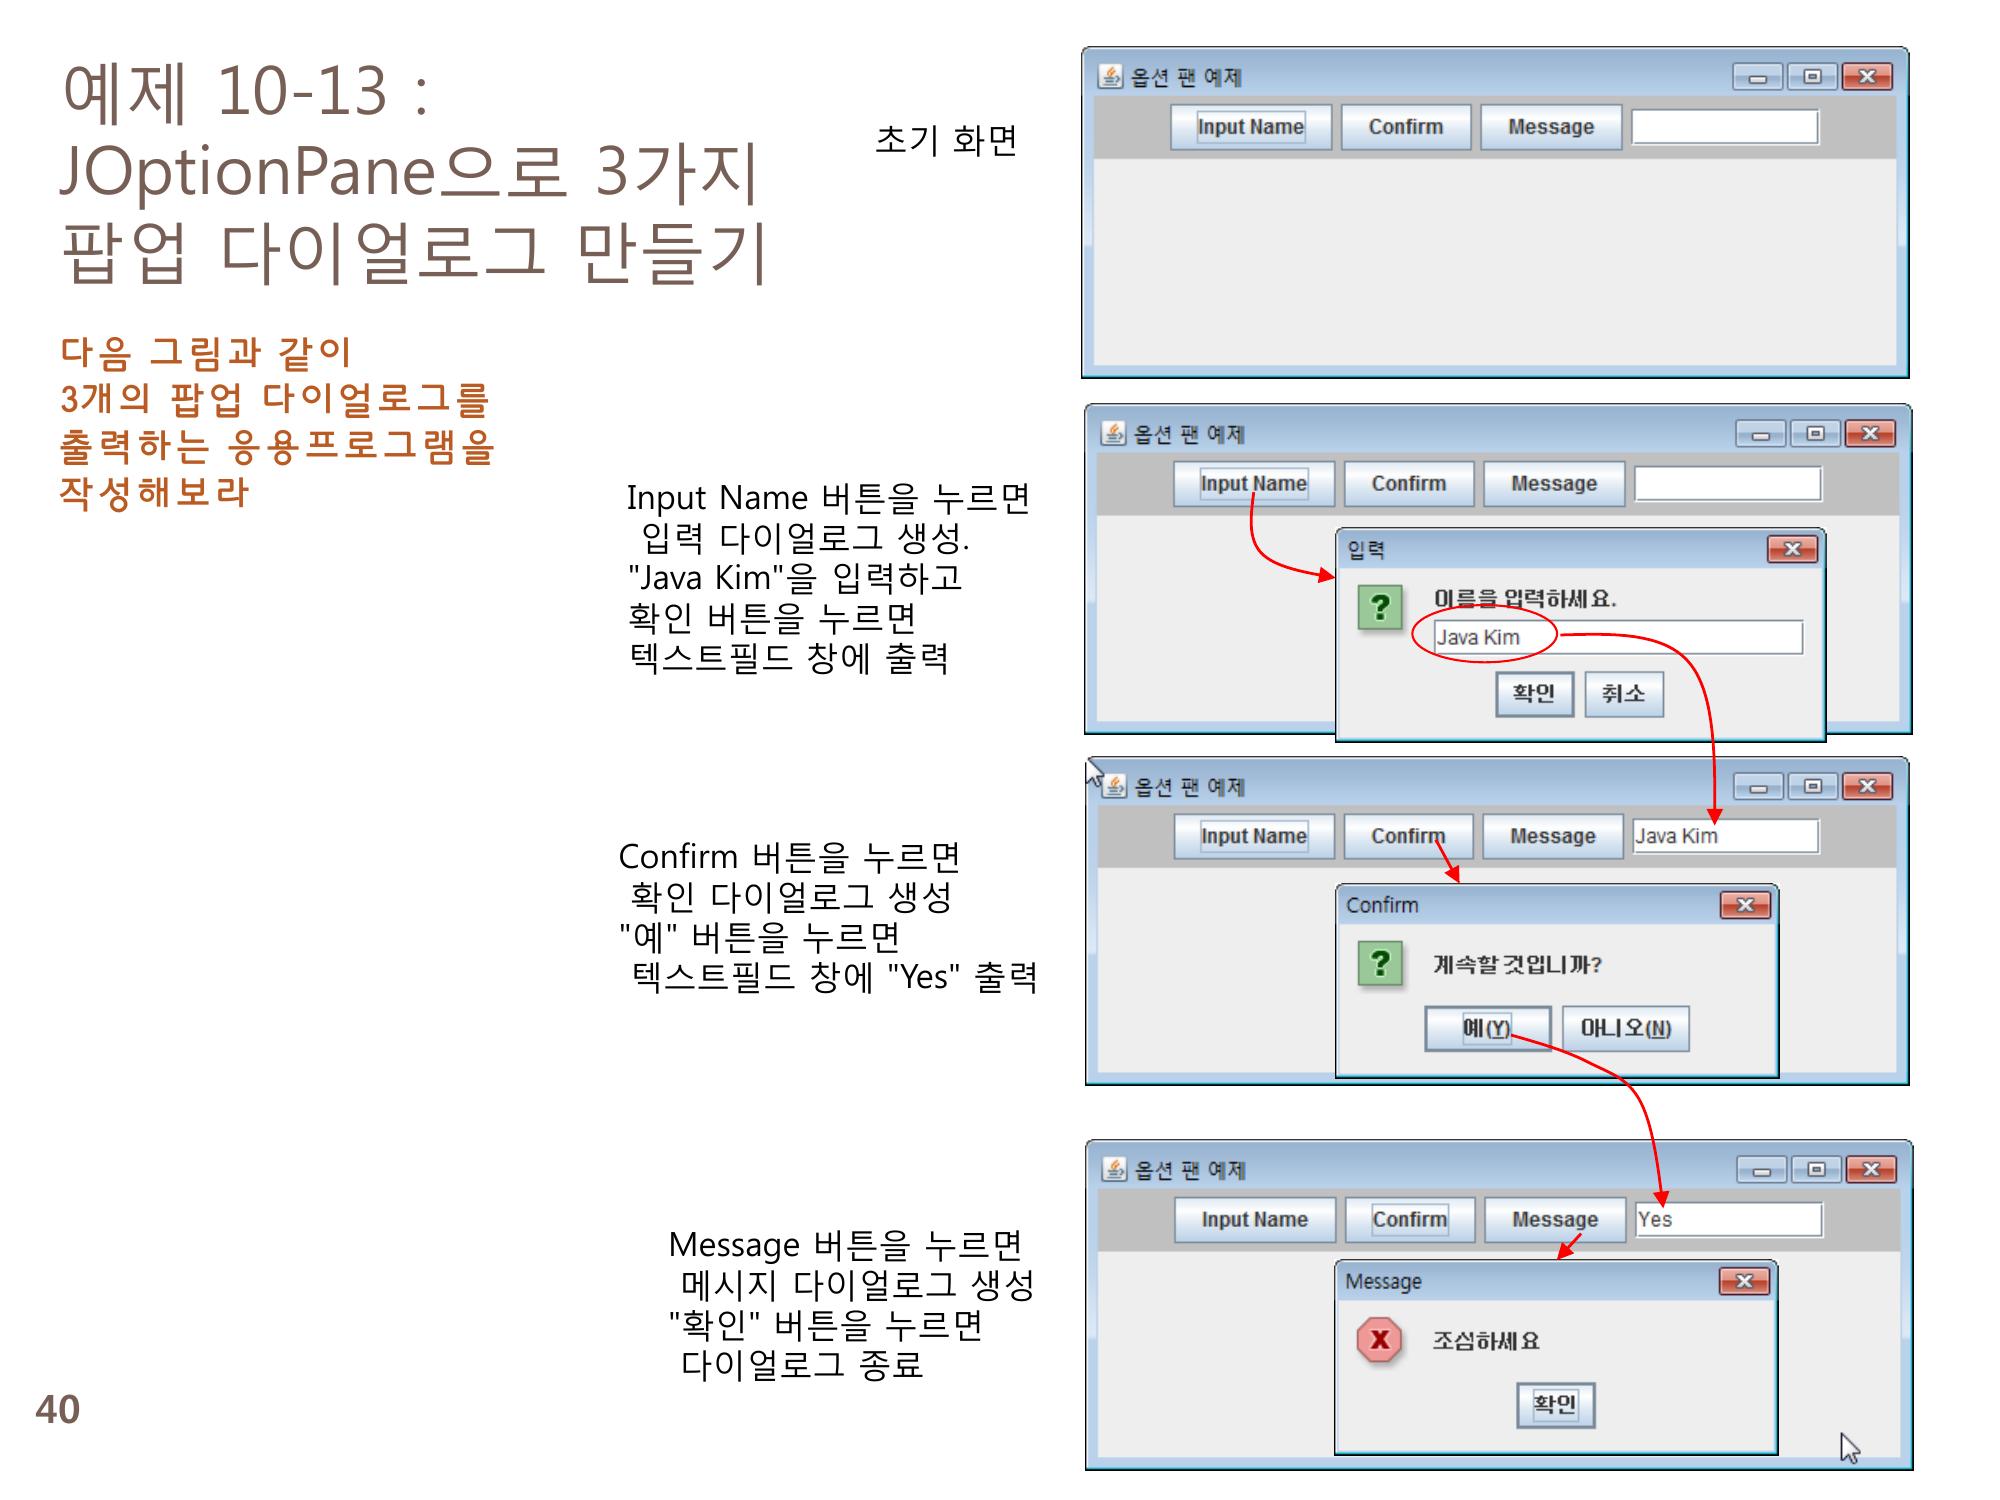 예제 10-13 :
JOptionPane으로 3가지
팝업 다이얼로그 만들기
다음 그림과 같이
3개의 팝업 다이얼로그를
출력하는 응용프로그램을
작성해보라
초기 화면
옵션 팬 예제
Input Name Confirm Message
Input Name 버튼을 누르면
입력 다이얼로그 생성.
"Java Kim"을 입력하고
확인 버튼을 누르면
텍스트필드 창에 출력
옵션 팬 예제
Input Name Confirm Message
입력
? 이름을 입력하세요.
Java Kim
확인 취소
Confirm 버튼을 누르면
확인 다이얼로그 생성
"예" 버튼을 누르면
텍스트필드 창에 "Yes" 출력
옵션 팬 예제
Input Name Confirm Message Java Kim
Confirm
? 계속할 것입니까?
예(Y) 아니오(N)
Message 버튼을 누르면
메시지 다이얼로그 생성
"확인" 버튼을 누르면
다이얼로그 종료
옵션 팬 예제
Input Name Confirm Message Yes
Message
조심하세요
확인
40